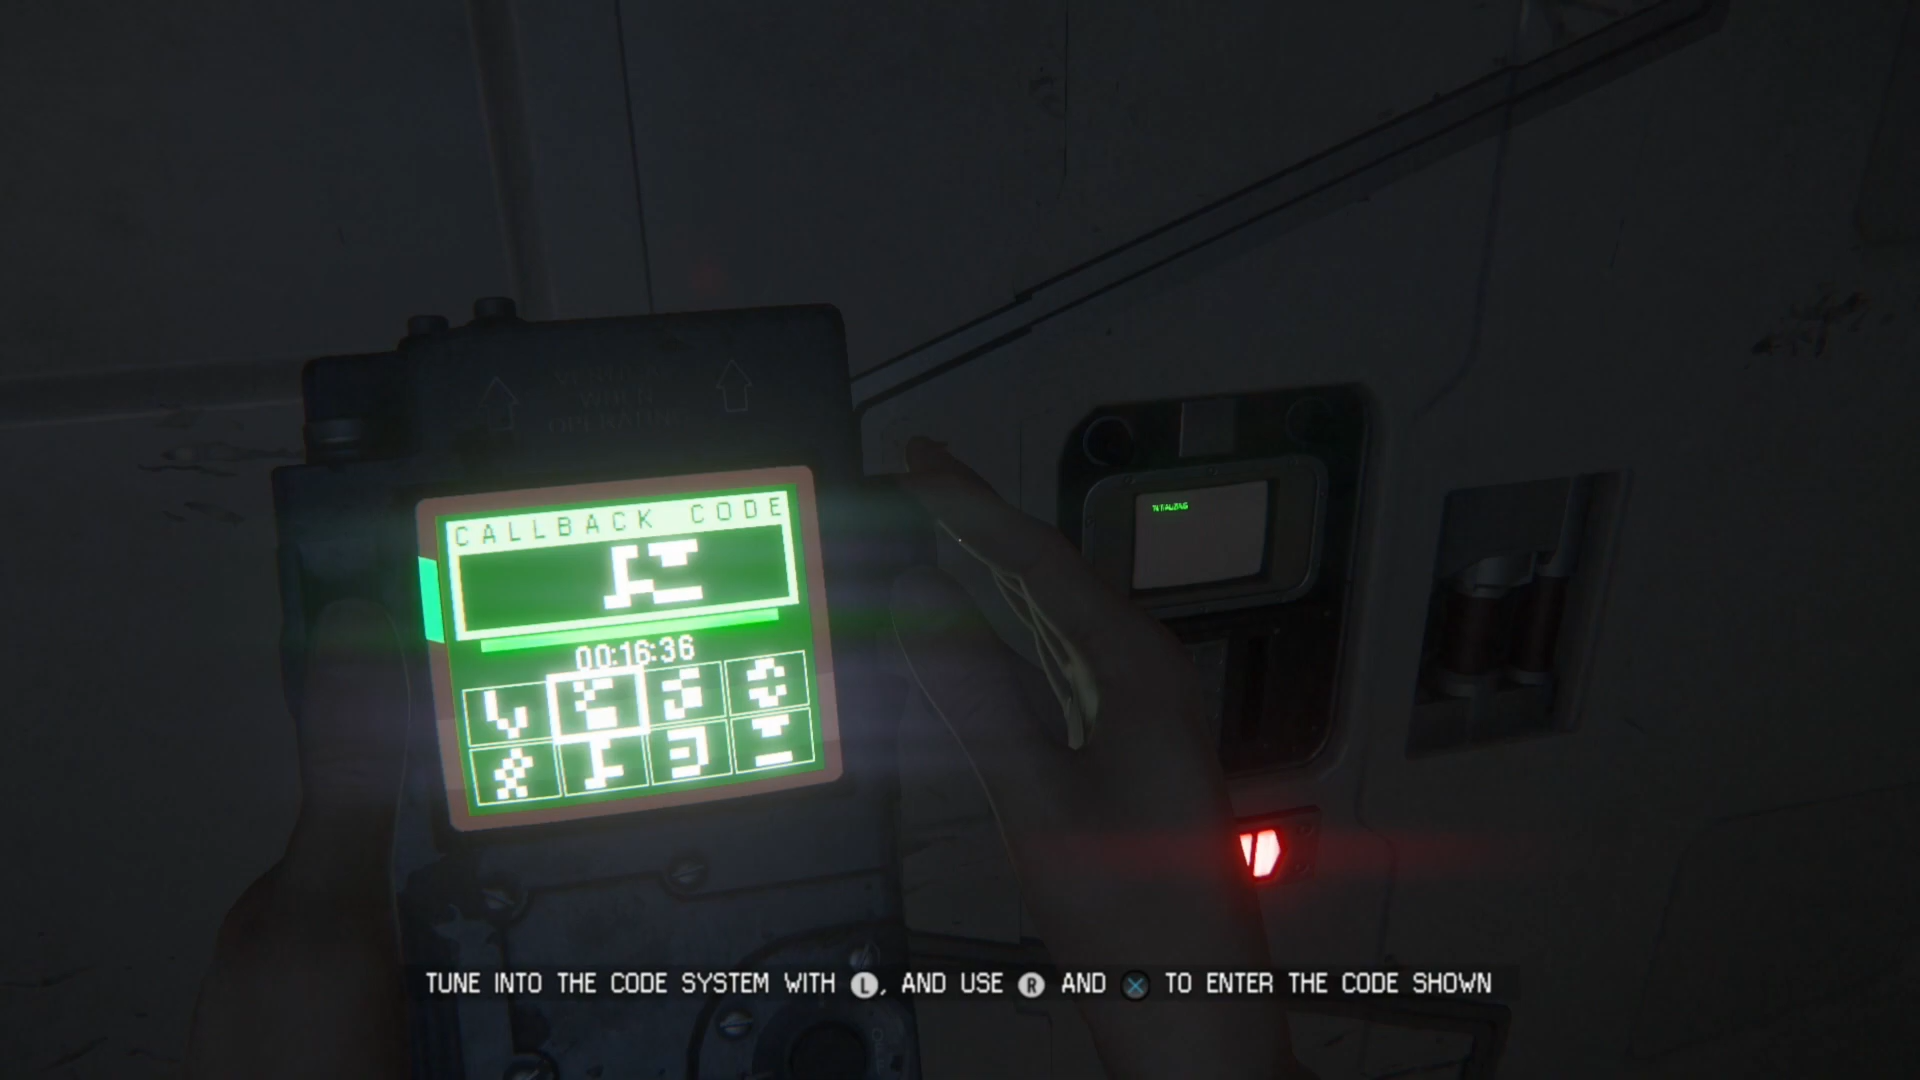 CALLBACK CODE
00:16:36
TUNE INTO THE CODE SYSTEM WITH L, AND USE R AND X TO ENTER THE CODE SHOWN